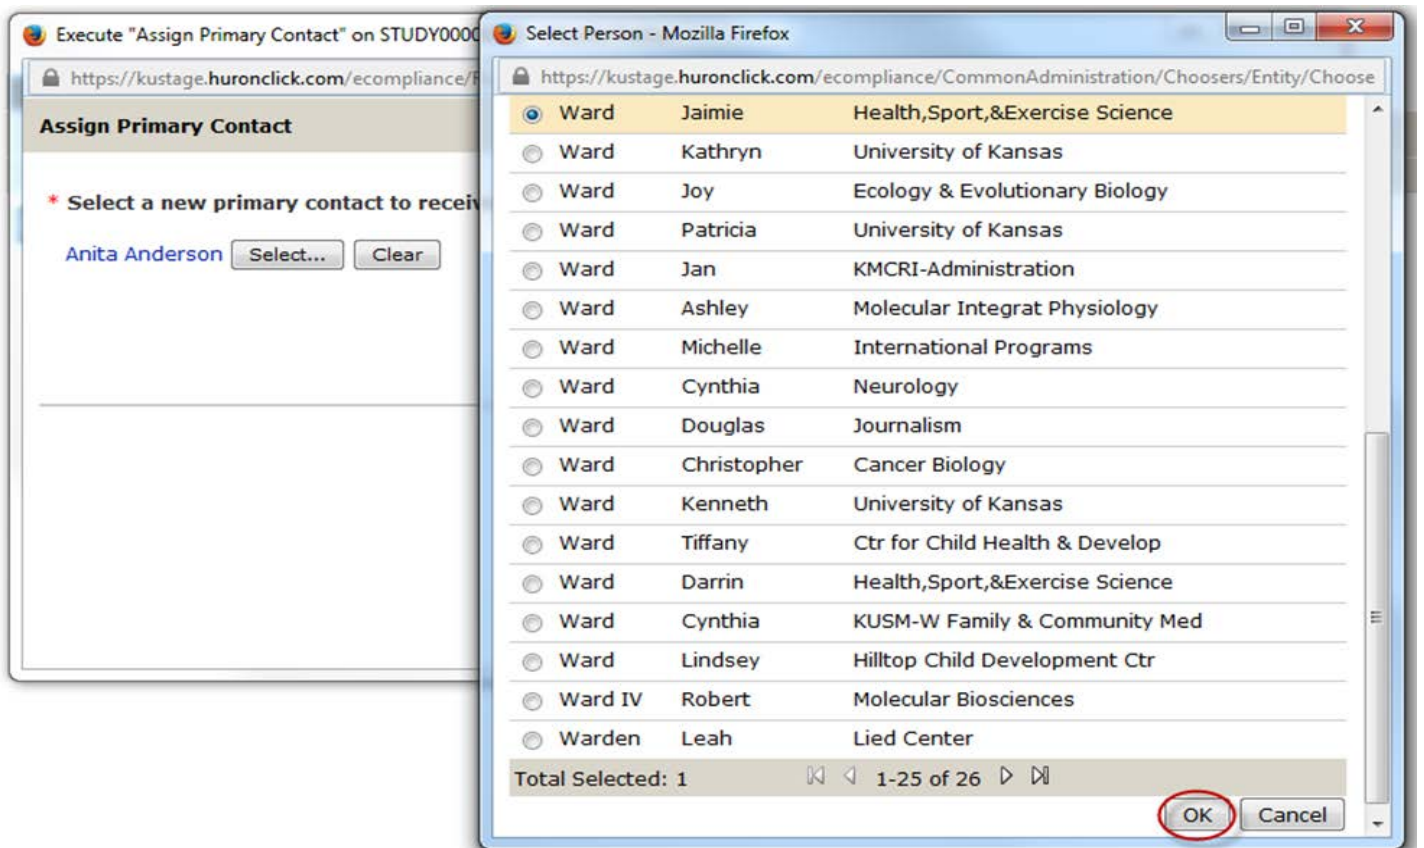 Execute "Assign Primary Contact" on STUDY0000
https://kustage.huronclick.com/ecompliance/
Assign Primary Contact
* Select a new primary contact to recei
Anita Anderson Select... Clear
Select Person - Mozilla Firefox
https://kustage.huronclick.com/ecompliance/CommonAdministration/Choosers/Entity/Choose
Ward Jaimie Health,Sport,&Exercise Science
Ward Kathryn University of Kansas
Ward Joy Ecology & Evolutionary Biology
Ward Patricia University of Kansas
Ward Jan KMCRI-Administration
Ward Ashley Molecular Integrat Physiology
Ward Michelle International Programs
Ward Cynthia Neurology
Ward Douglas Journalism
Ward Christopher Cancer Biology
Ward Kenneth University of Kansas
Ward Tiffany Ctr for Child Health & Develop
Ward Darrin Health,Sport,&Exercise Science
Ward Cynthia KUSM-W Family & Community Med
Ward Lindsey Hilltop Child Development Ctr
Ward IV Robert Molecular Biosciences
Warden Leah Lied Center
Total Selected: 1 1-25 of 26
OK Cancel